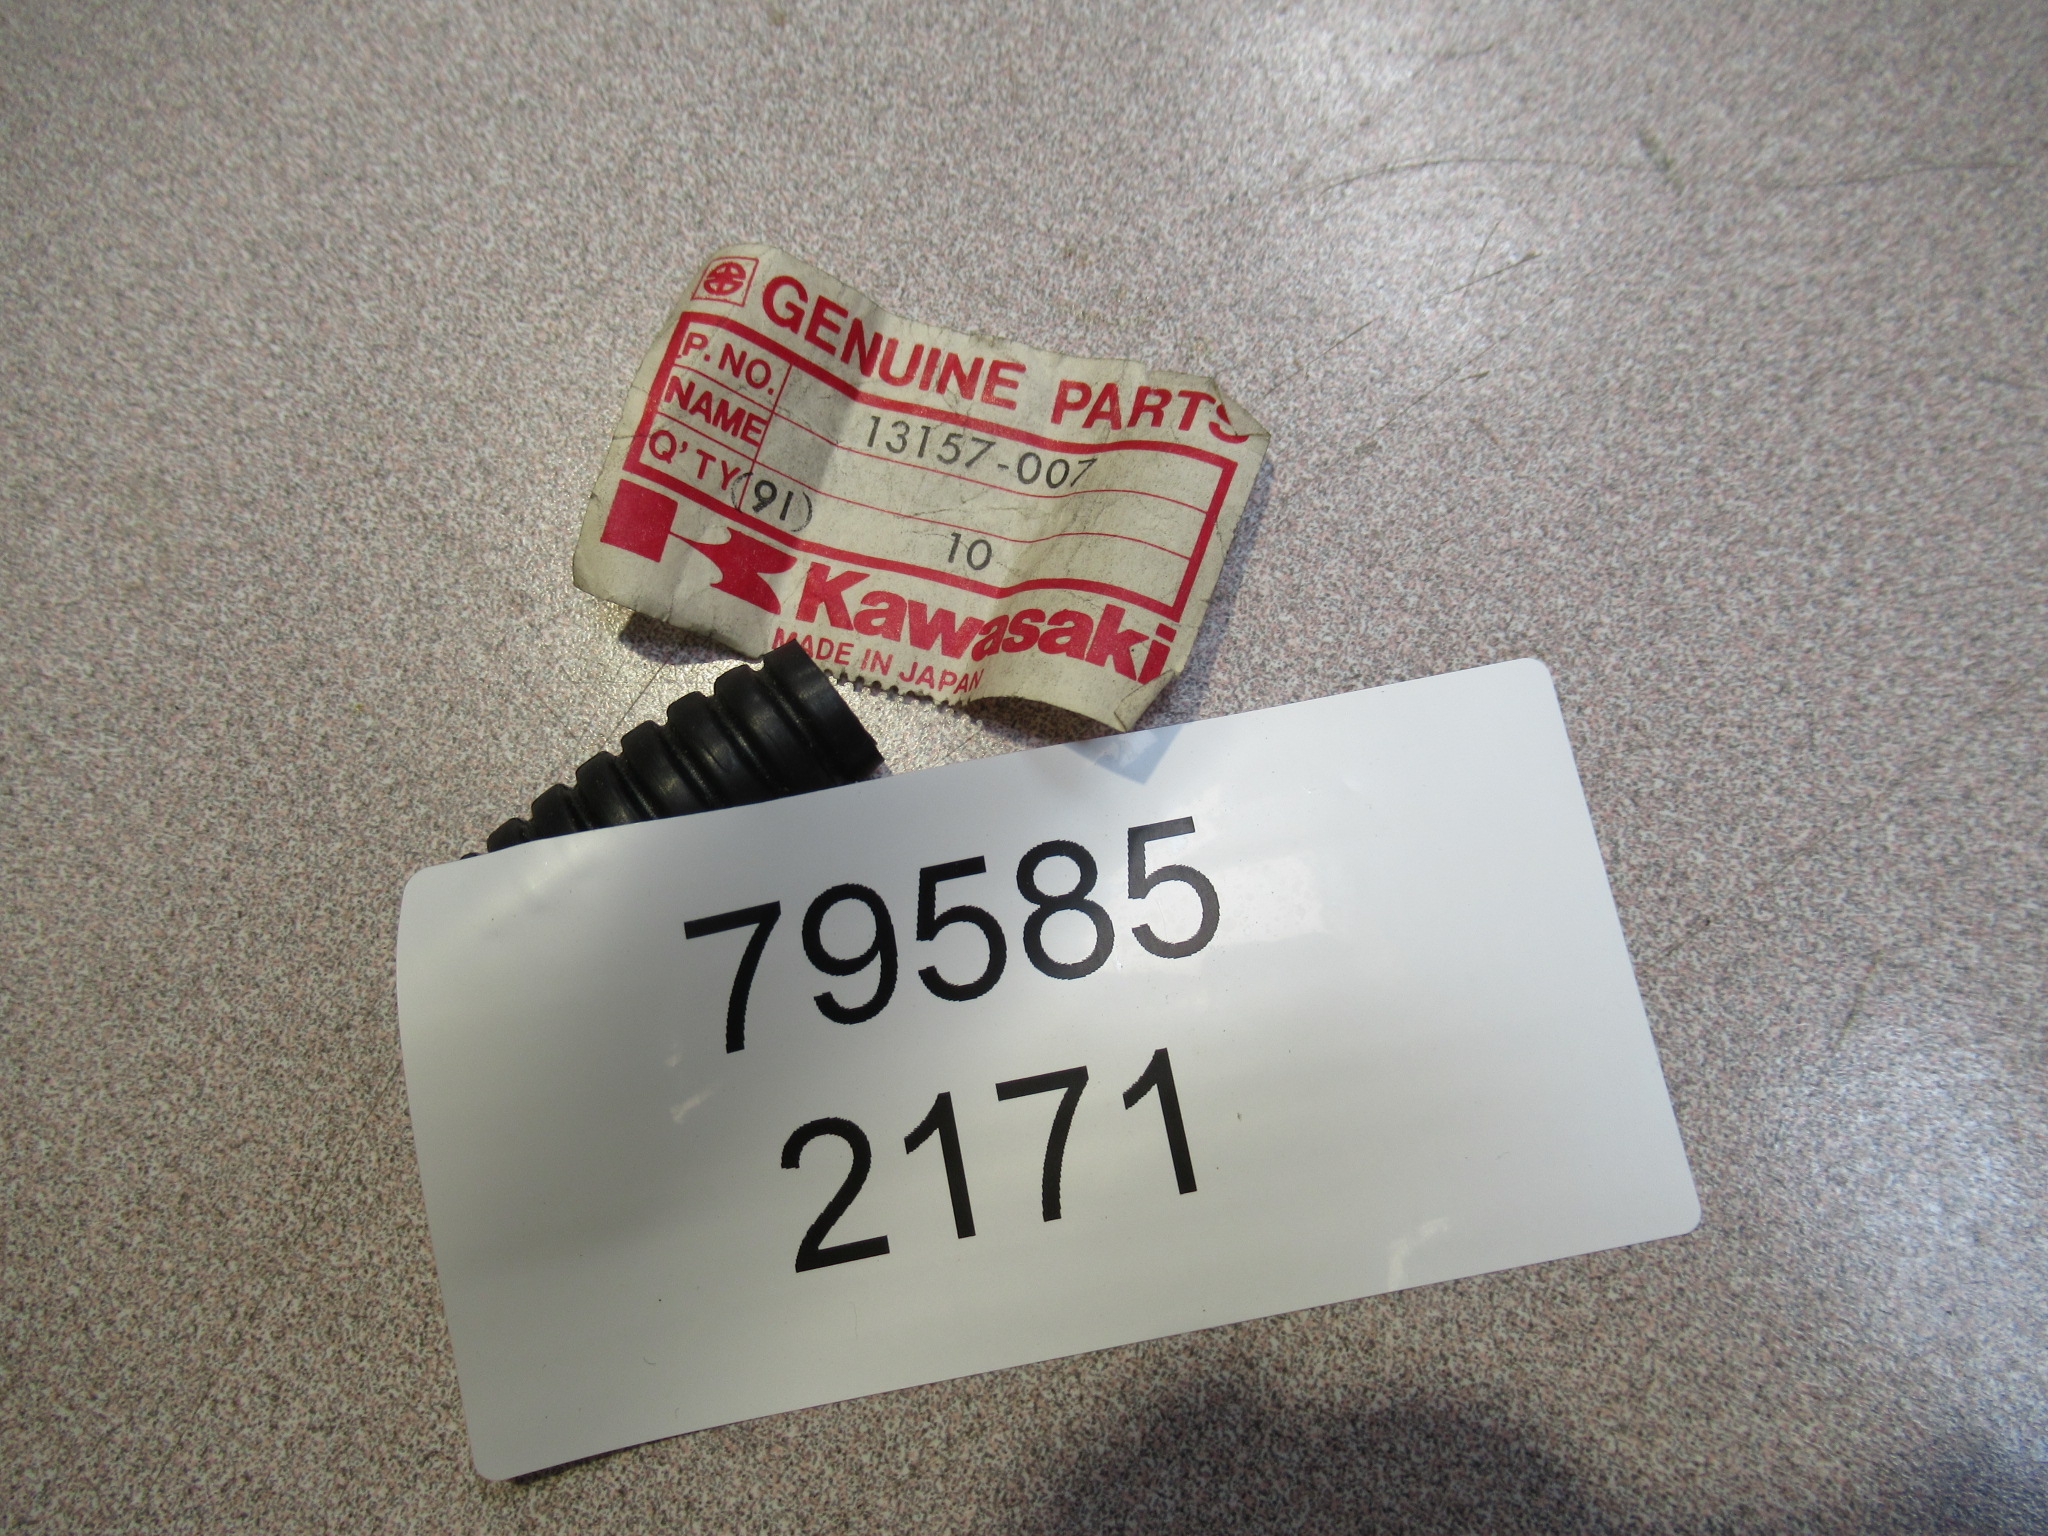 GENUINE PARTS
P. NO. 13157-007
NAME
Q'TY (91) 10
Kawasaki
MADE IN JAPAN
79585
2171